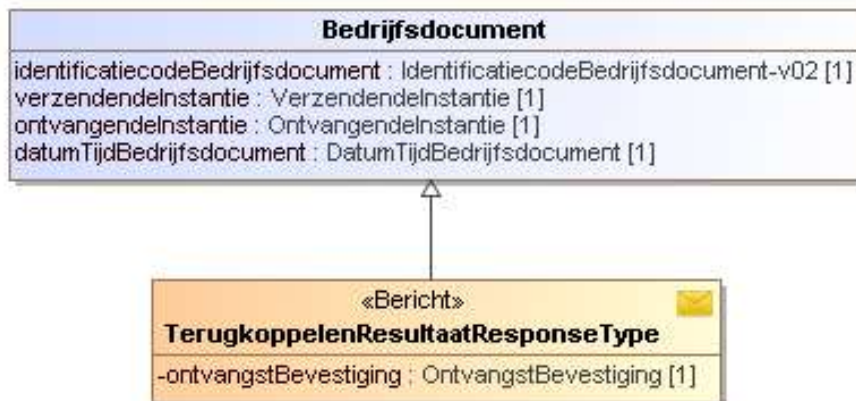 Bedrijfsdocument
identificatiecodeBedrijfsdocument : IdentificatiecodeBedrijfsdocument-v02 [1]
verzendendeInstantie : VerzendendeInstantie [1]
ontvangendeInstantie : OntvangendeInstantie [1]
datumTijdBedrijfsdocument : DatumTijdBedrijfsdocument [1]
«Bericht»
TerugkoppelenResultaatResponseType
-ontvangstBevestiging : OntvangstBevestiging [1]